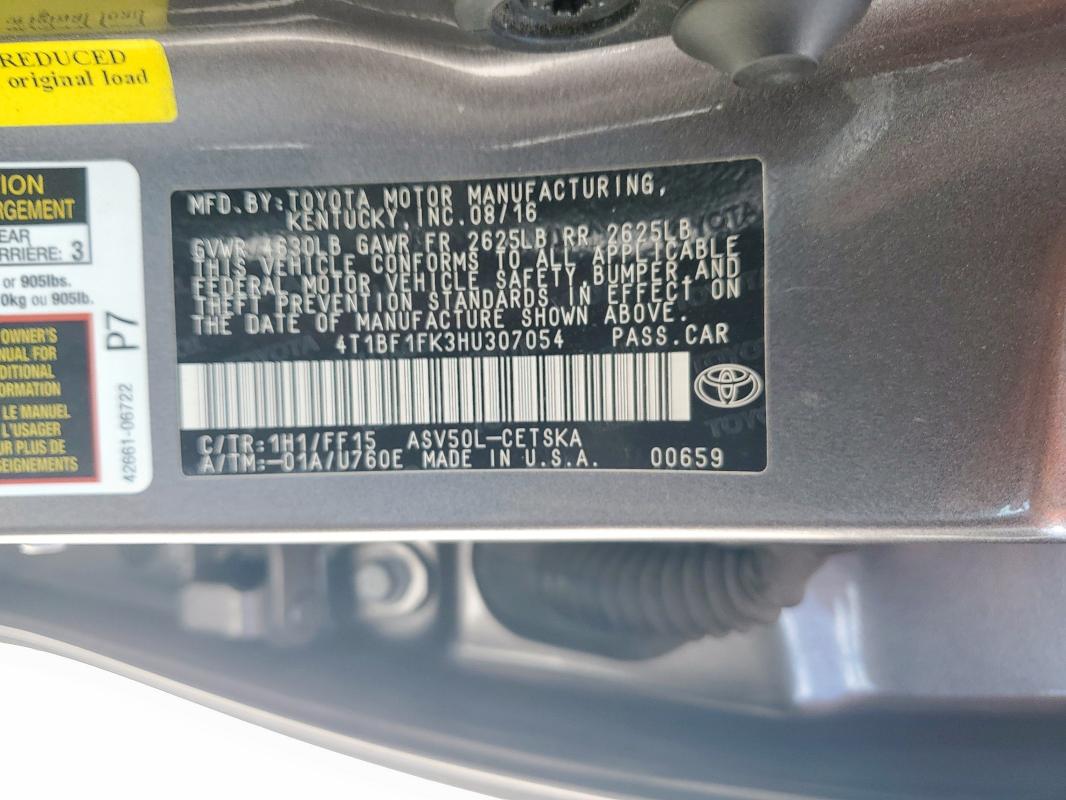 REDUCED
original load
ION
RGEMENT
EAR
RRIÈRE: 3
or 905lbs.
0kg ou 905lb.
OWNER'S
NUAL FOR
DITIONAL
ORMATION
LE MANUEL
L'USAGER
UR PLUS DE
SEIGNEMENTS
P7
42661-06722
MFD. BY: TOYOTA MOTOR MANUFACTURING,
KENTUCKY, INC. 08/16
GVWR 4630LB GAWR FR 2625LB RR 2625LB
THIS VEHICLE CONFORMS TO ALL APPLICABLE
FEDERAL MOTOR VEHICLE SAFETY, BUMPER, AND
THEFT PREVENTION STANDARDS IN EFFECT ON
THE DATE OF MANUFACTURE SHOWN ABOVE.
4T1BF1FK3HU307054 PASS.CAR
C/TR:1H1/FF15 ASV50L-CETSKA
A/TM:-01A/U760E MADE IN U.S.A. 00659